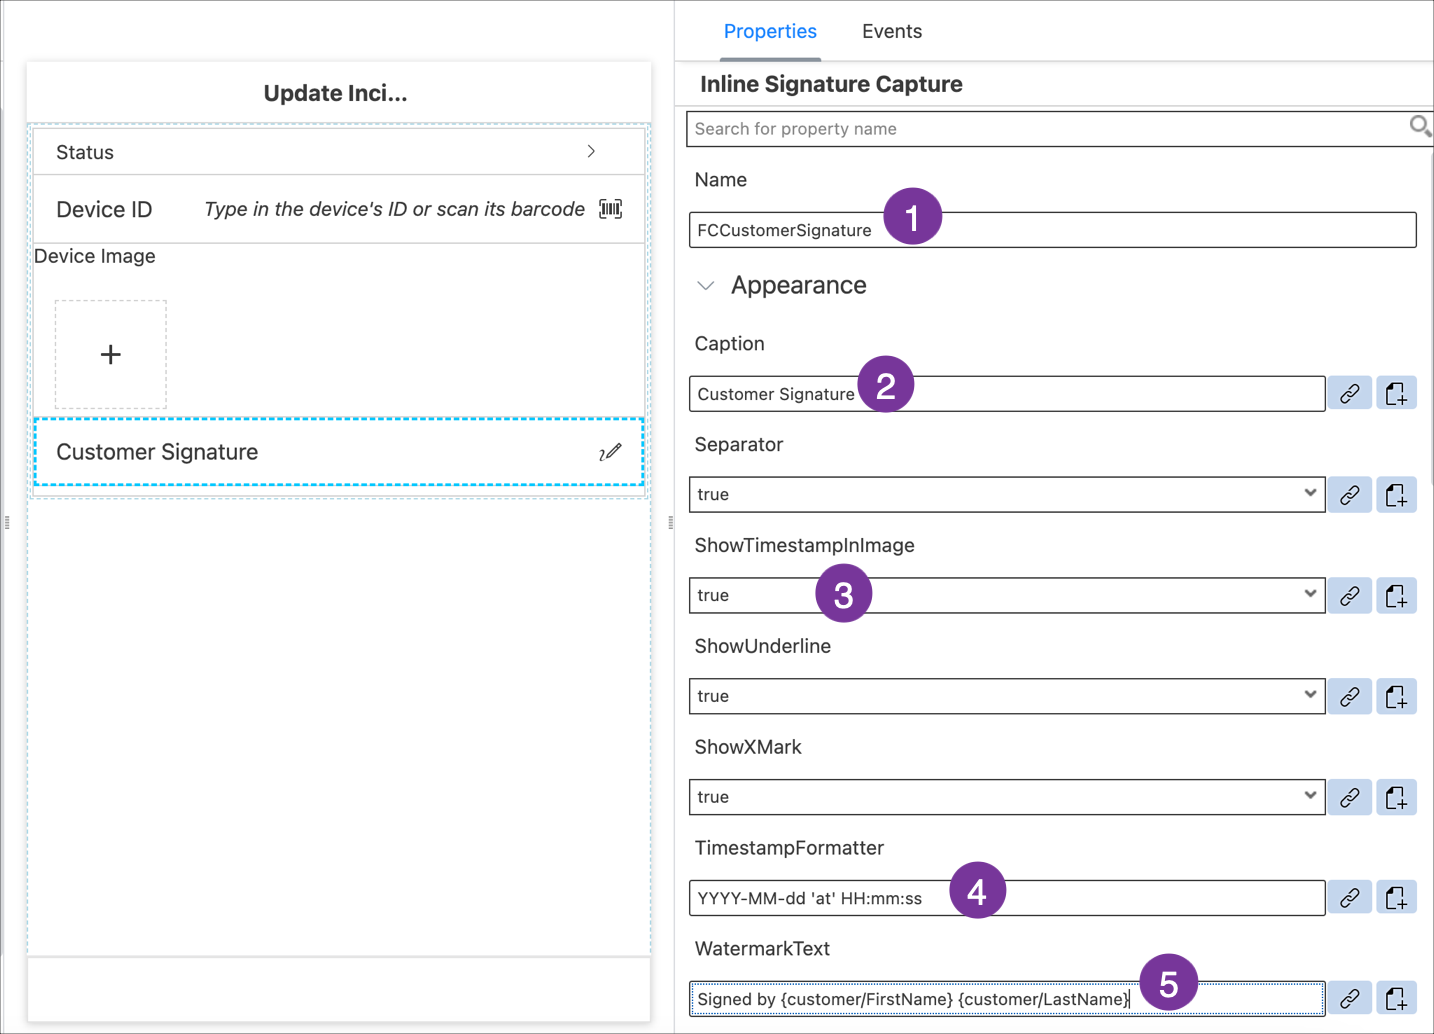 Update Inci...
Status
Device ID
Type in the device's ID or scan its barcode
Device Image
+
Customer Signature
Properties
Events
Inline Signature Capture
Search for property name
Name
FCCustomerSignature
1
Appearance
Caption
Customer Signature
2
Separator
true
ShowTimestampInImage
true
3
ShowUnderline
true
ShowXMark
true
TimestampFormatter
YYYY-MM-dd 'at' HH:mm:ss
4
WatermarkText
Signed by {customer/FirstName} {customer/LastName}
5